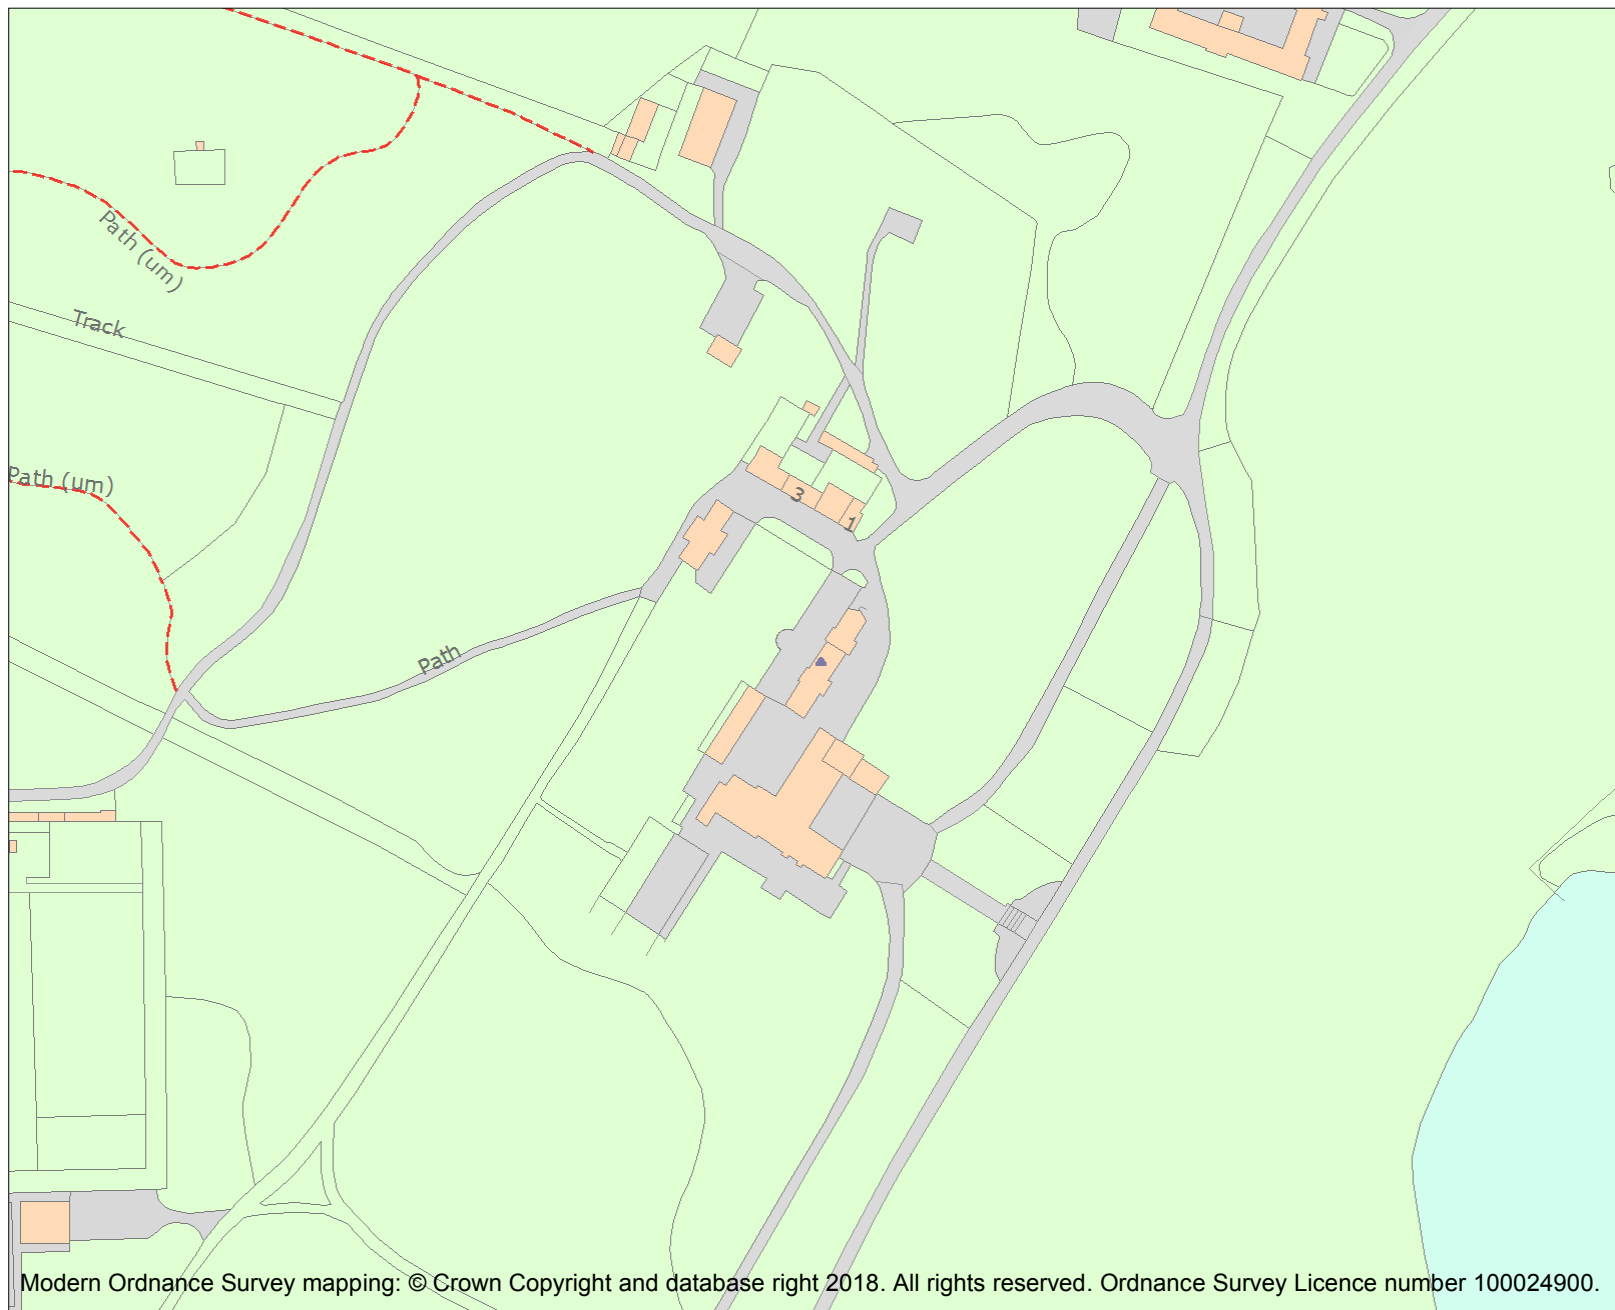 Path (um)
Track
Path (um)
3
1
Path
Modern Ordnance Survey mapping: © Crown Copyright and database right 2018. All rights reserved. Ordnance Survey Licence number 100024900.